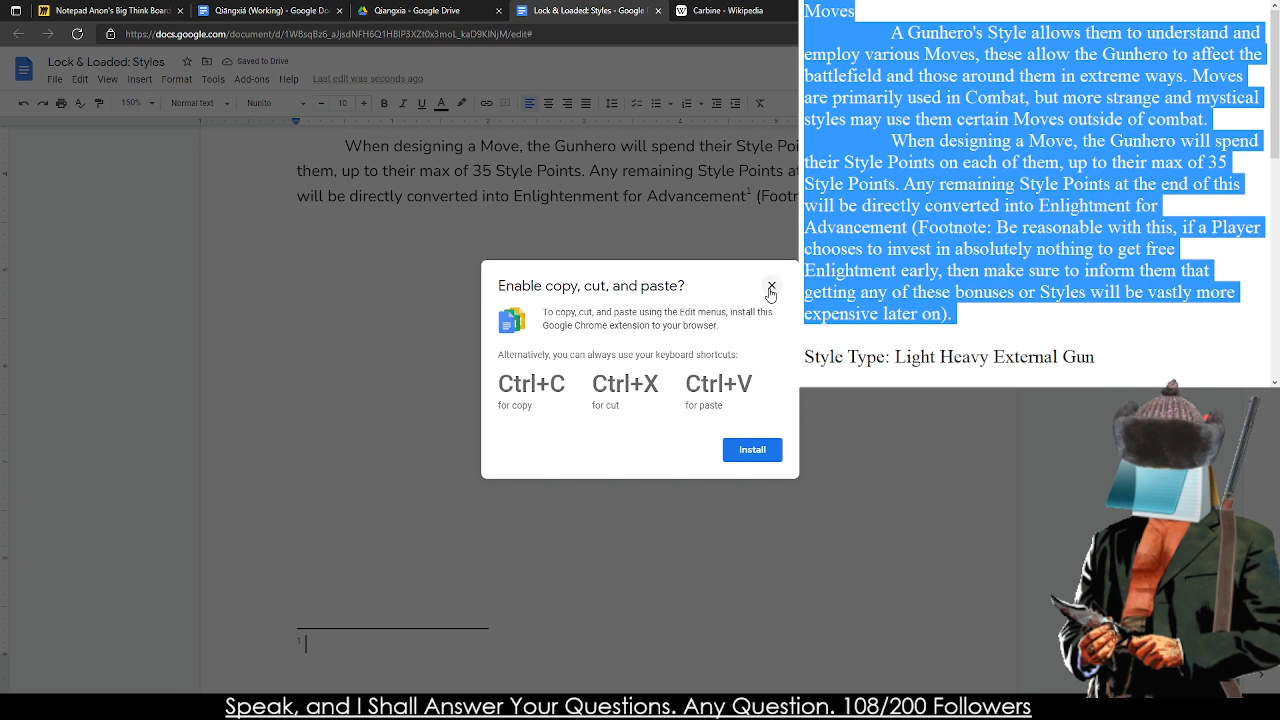 Notepad Anon's Big Think Board
Qiāngxiá (Working) - Google Do
Qiangxia - Google Drive
Lock & Loaded: Styles - Google
Carbine - Wikipedia
Lock & Loaded: Styles
Saved to Drive
File Edit View Insert Format Tools Add-ons Help Last edit was seconds ago
150% Normal text Nunito 10 B I U A
When designing a Move, the Gunhero will spend their Style Poi
them, up to their max of 35 Style Points. Any remaining Style Points at
will be directly converted into Enlightenment for Advancement¹ (Footn
Enable copy, cut, and paste?
To copy, cut, and paste using the Edit menus, install this
Google Chrome extension to your browser.
Alternatively, you can always use your keyboard shortcuts:
Ctrl+C Ctrl+X Ctrl+V
for copy for cut for paste
Install
1
Moves
A Gunhero's Style allows them to understand and
employ various Moves, these allow the Gunhero to affect the
battlefield and those around them in extreme ways. Moves
are primarily used in Combat, but more strange and mystical
styles may use them certain Moves outside of combat.
When designing a Move, the Gunhero will spend
their Style Points on each of them, up to their max of 35
Style Points. Any remaining Style Points at the end of this
will be directly converted into Enlightment for
Advancement (Footnote: Be reasonable with this, if a Player
chooses to invest in absolutely nothing to get free
Enlightment early, then make sure to inform them that
getting any of these bonuses or Styles will be vastly more
expensive later on).
Style Type: Light Heavy External Gun
Speak, and I Shall Answer Your Questions. Any Question. 108/200 Followers